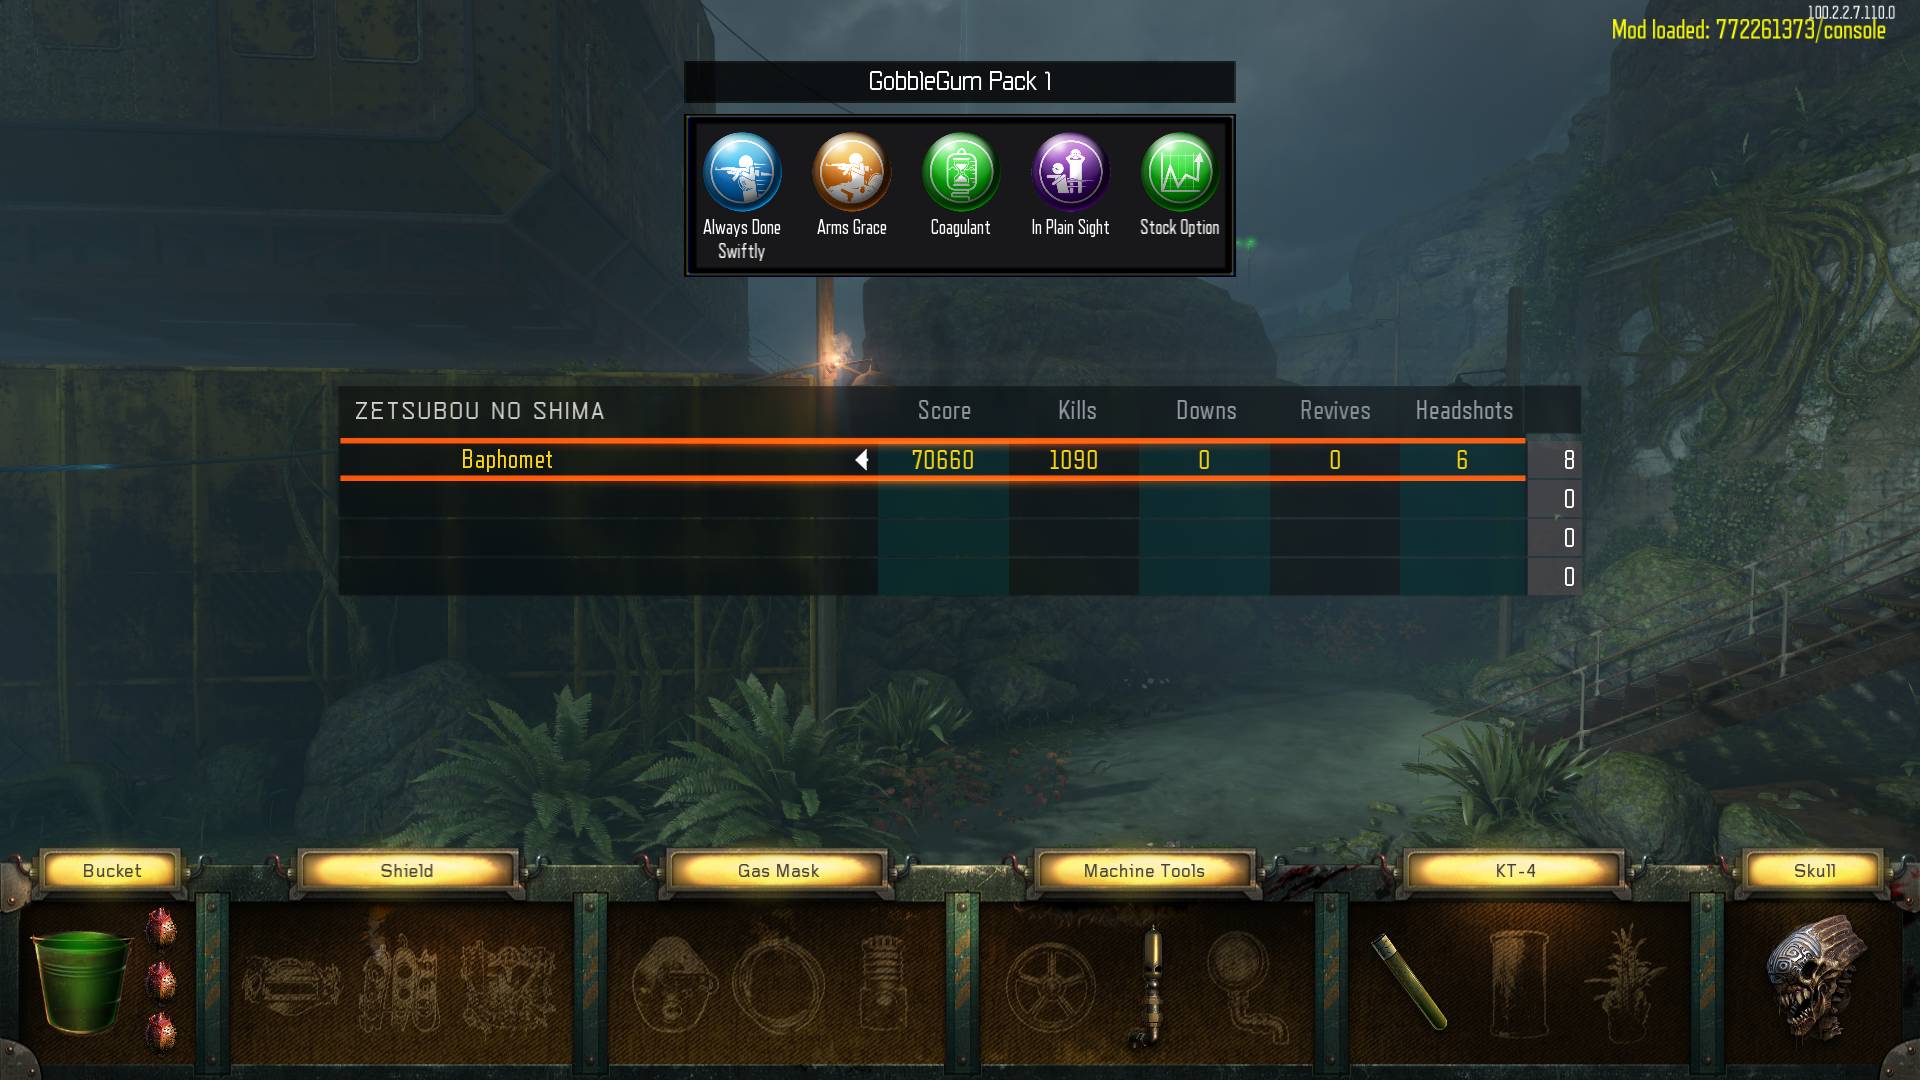 100.2.2.7.110.0
Mod loaded: 772261373/console
GobbleGum Pack 1
Always Done Swiftly
Arms Grace
Coagulant
In Plain Sight
Stock Option
ZETSUBOU NO SHIMA Score Kills Downs Revives Headshots
Baphomet 70660 1090 0 0 6 8
0
0
0
Bucket Shield Gas Mask Machine Tools KT-4 Skull